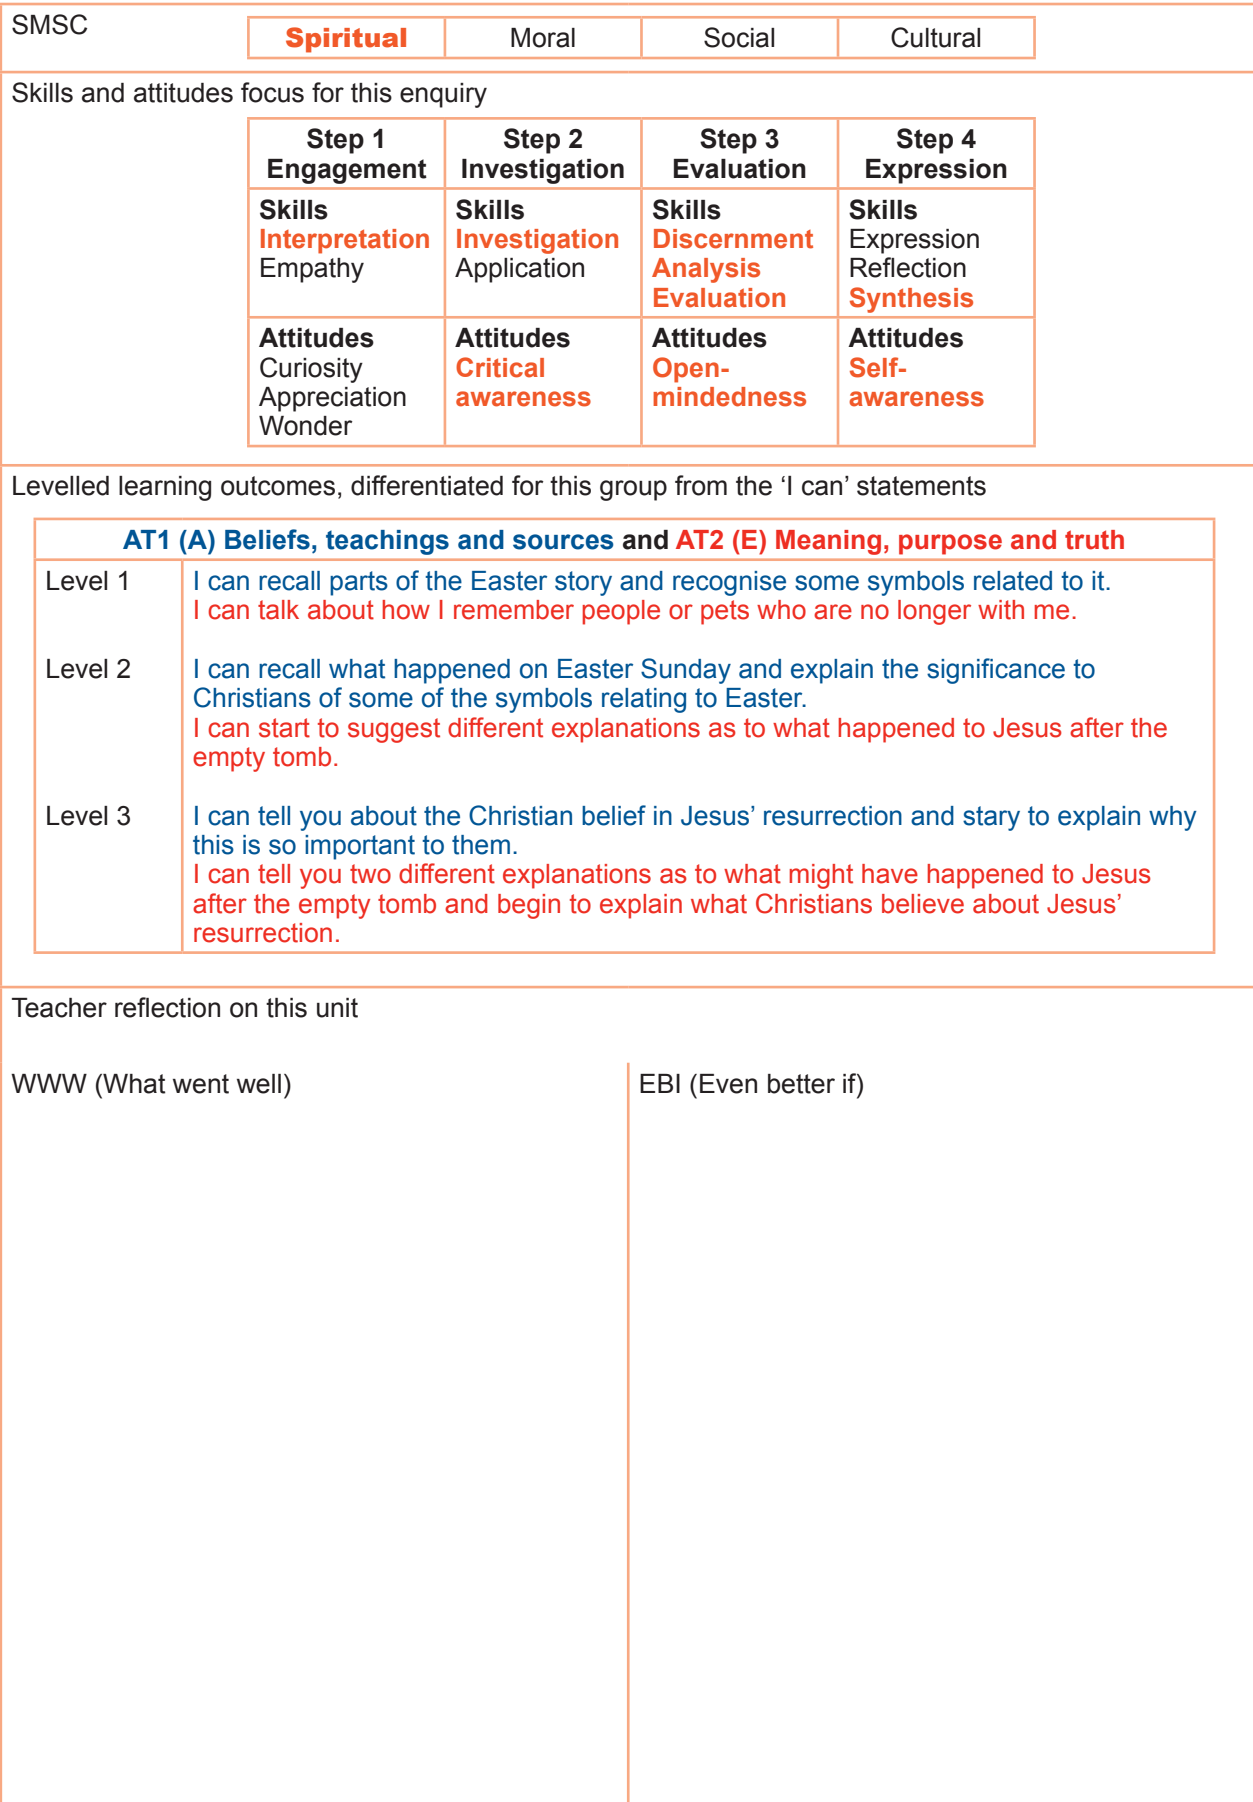 SMSC
Spiritual Moral Social Cultural
Skills and attitudes focus for this enquiry
Step 1 Step 2 Step 3 Step 4
Engagement Investigation Evaluation Expression
Skills Skills Skills Skills
Interpretation Investigation Discernment Expression
Empathy Application Analysis Reflection
Evaluation Synthesis
Attitudes Attitudes Attitudes Attitudes
Curiosity Critical Open- Self-
Appreciation awareness mindedness awareness
Wonder
Levelled learning outcomes, differentiated for this group from the ‘I can’ statements
AT1 (A) Beliefs, teachings and sources and AT2 (E) Meaning, purpose and truth
Level 1 I can recall parts of the Easter story and recognise some symbols related to it.
I can talk about how I remember people or pets who are no longer with me.
Level 2 I can recall what happened on Easter Sunday and explain the significance to
Christians of some of the symbols relating to Easter.
I can start to suggest different explanations as to what happened to Jesus after the
empty tomb.
Level 3 I can tell you about the Christian belief in Jesus’ resurrection and stary to explain why
this is so important to them.
I can tell you two different explanations as to what might have happened to Jesus
after the empty tomb and begin to explain what Christians believe about Jesus’
resurrection.
Teacher reflection on this unit
WWW (What went well) EBI (Even better if)